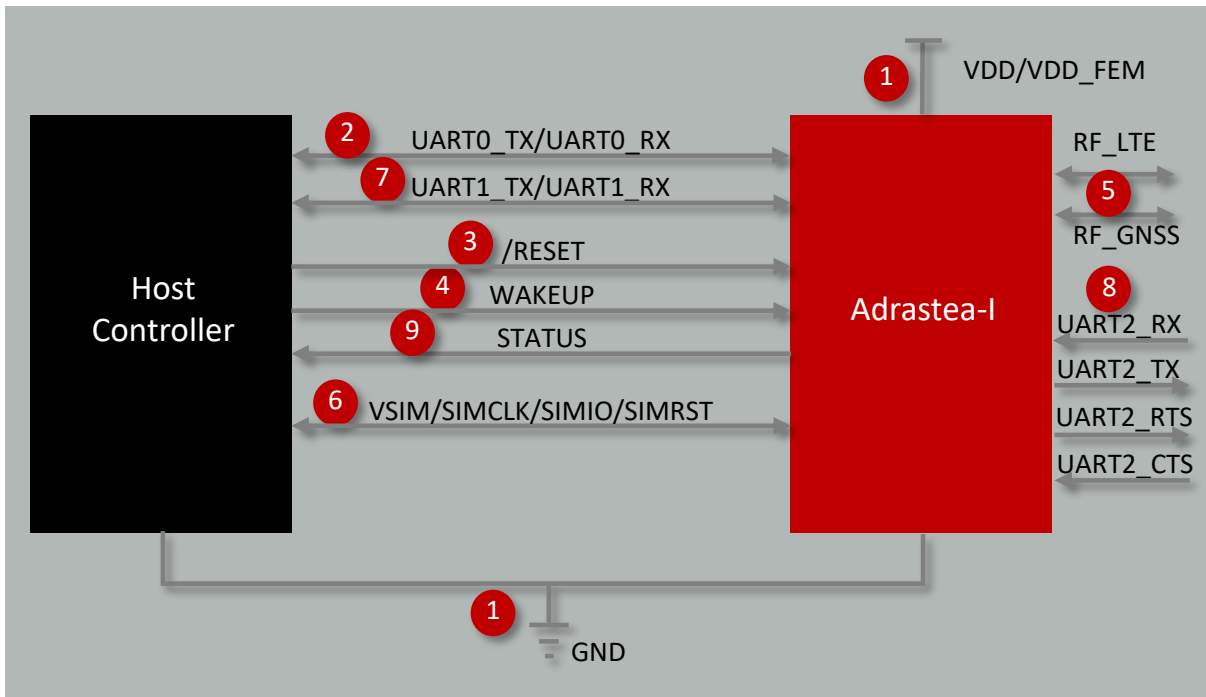 1
VDD/VDD_FEM
2
UART0_TX/UART0_RX
7
UART1_TX/UART1_RX
3
/RESET
4
WAKEUP
9
STATUS
6
VSIM/SIMCLK/SIMIO/SIMRST
Host
Controller
Adrastea-I
RF_LTE
5
RF_GNSS
8
UART2_RX
UART2_TX
UART2_RTS
UART2_CTS
1
GND